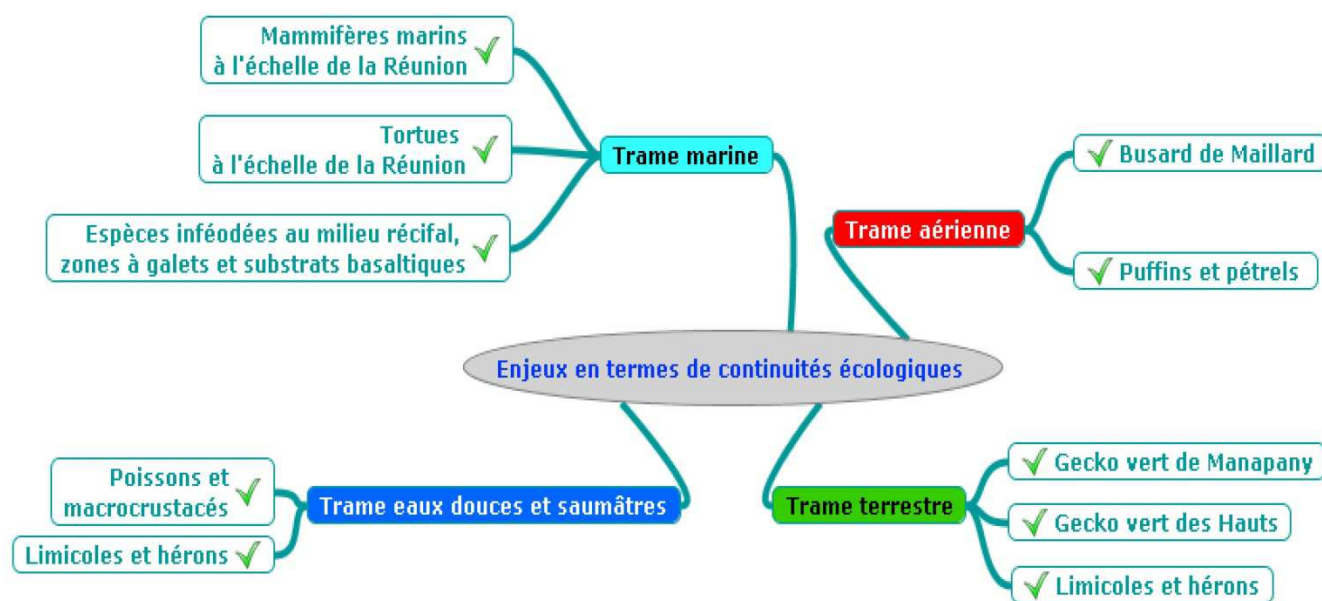 Mammifères marins
à l'échelle de la Réunion
Tortues
à l'échelle de la Réunion
Espèces inféodées au milieu récifal,
zones à galets et substrats basaltiques
Trame marine
Trame aérienne
Busard de Maillard
Puffins et pétrels
Enjeux en termes de continuités écologiques
Poissons et
macrocrustacés
Limicoles et hérons
Trame eaux douces et saumâtres
Trame terrestre
Gecko vert de Manapany
Gecko vert des Hauts
Limicoles et hérons